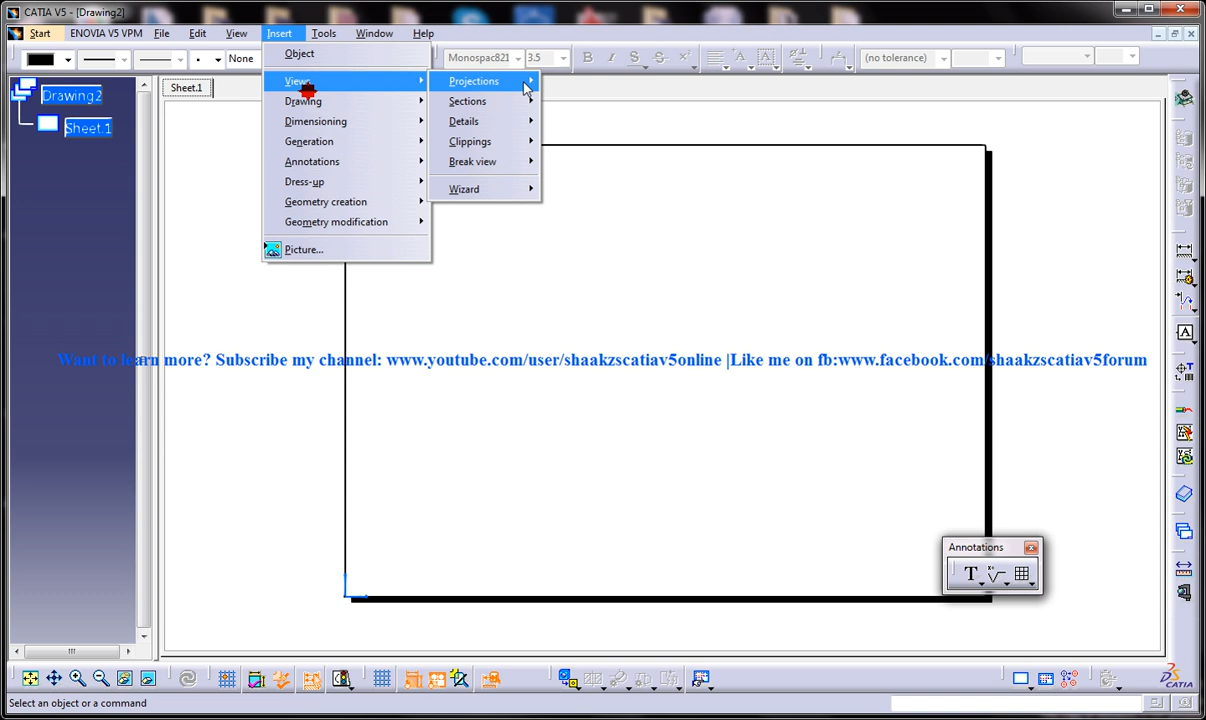 CATIA V5 - [Drawing2]
Start ENOVIA V5 VPM File Edit View Insert Tools Window Help
None Monospac821 3.5 B I S S (no tolerance)
Object
Views
Drawing
Dimensioning
Generation
Annotations
Dress-up
Geometry creation
Geometry modification
Picture...
Projections
Sections
Details
Clippings
Break view
Wizard
Drawing2
Sheet.1
Sheet.1
Want to learn more? Subscribe my channel: www.youtube.com/user/shaakzscatiav5online |Like me on fb:www.facebook.com/shaakzscatiav5forum
Annotations
T
CATIA
Select an object or a command